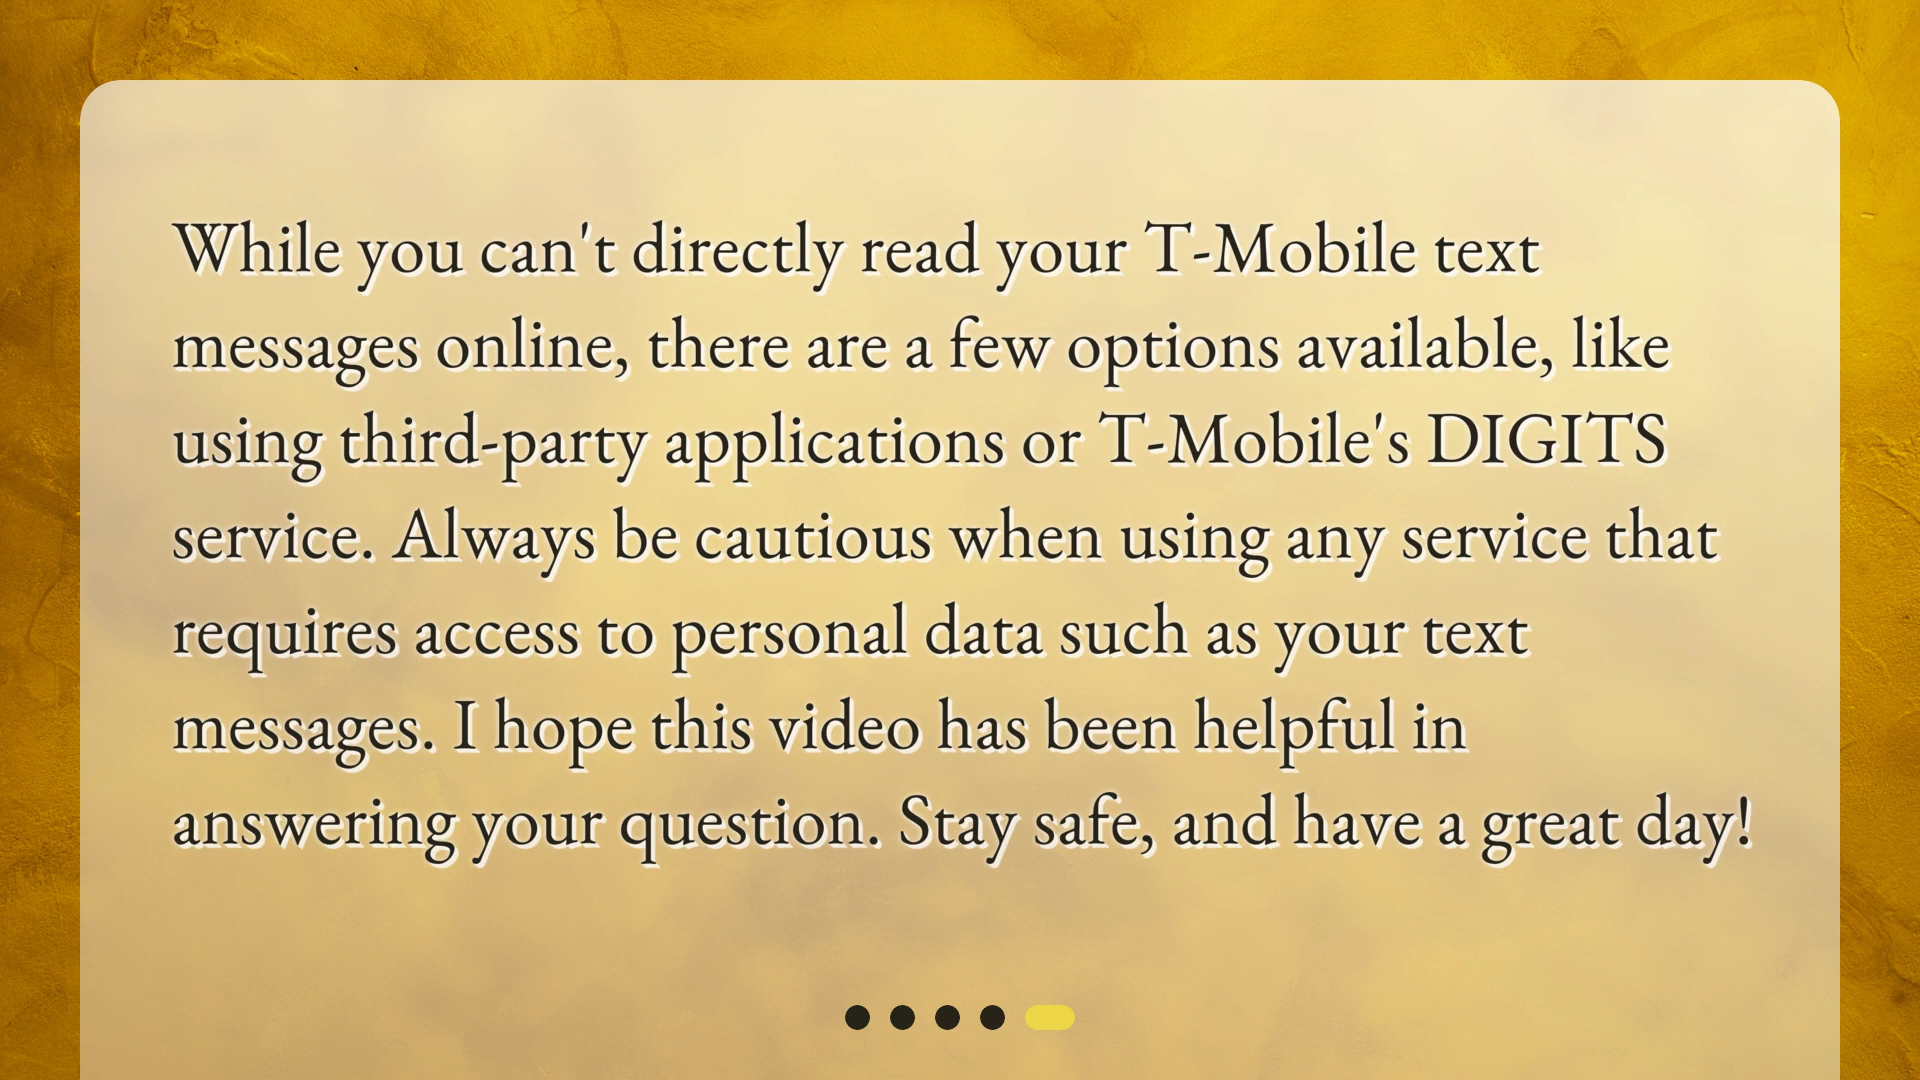 While you can't directly read your T-Mobile text
messages online, there are a few options available, like
using third-party applications or T-Mobile's DIGITS
service. Always be cautious when using any service that
requires access to personal data such as your text
messages. I hope this video has been helpful in
answering your question. Stay safe, and have a great day!